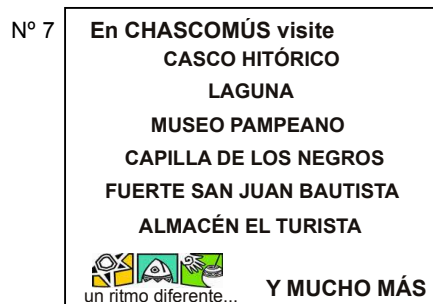 Nº 7
En CHASCOMÚS visite
CASCO HITÓRICO
LAGUNA
MUSEO PAMPEANO
CAPILLA DE LOS NEGROS
FUERTE SAN JUAN BAUTISTA
ALMACÉN EL TURISTA
un ritmo diferente...
Y MUCHO MÁS